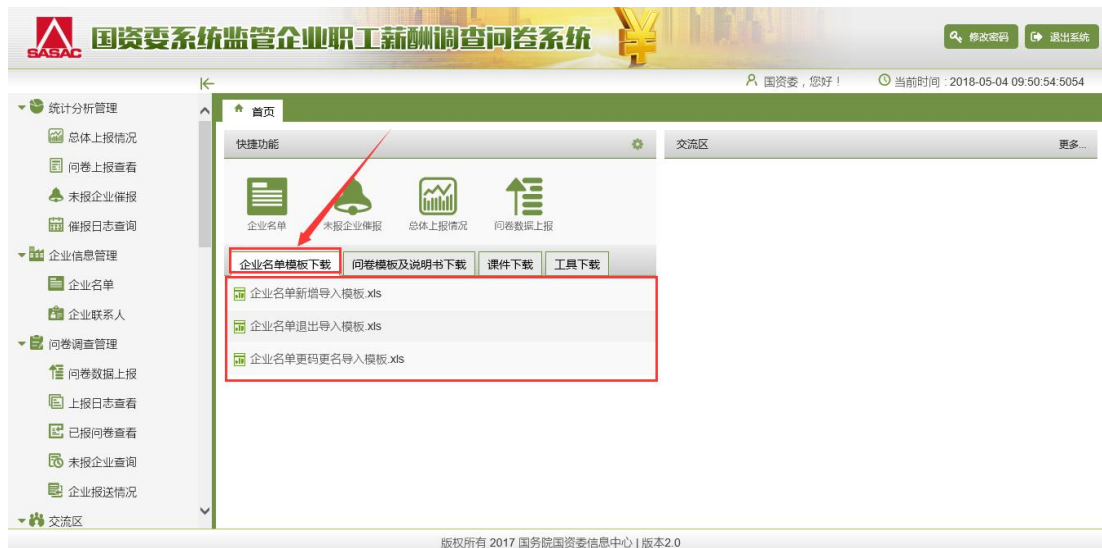 SASAC
国资委系统监管企业职工薪酬调查问卷系统
修改密码
退出系统
国资委，您好！
当前时间 : 2018-05-04 09:50:54:5054
统计分析管理
总体上报情况
问卷上报查看
未报企业催报
催报日志查询
企业信息管理
企业名单
企业联系人
问卷调查管理
问卷数据上报
上报日志查看
已报问卷查看
未报企业查询
企业报送情况
交流区
首页
快捷功能
企业名单
未报企业催报
总体上报情况
问卷数据上报
企业名单模板下载
问卷模板及说明书下载
课件下载
工具下载
企业名单新增导入模板.xls
企业名单退出导入模板.xls
企业名单更码更名导入模板.xls
交流区
更多...
版权所有 2017 国务院国资委信息中心 | 版本2.0